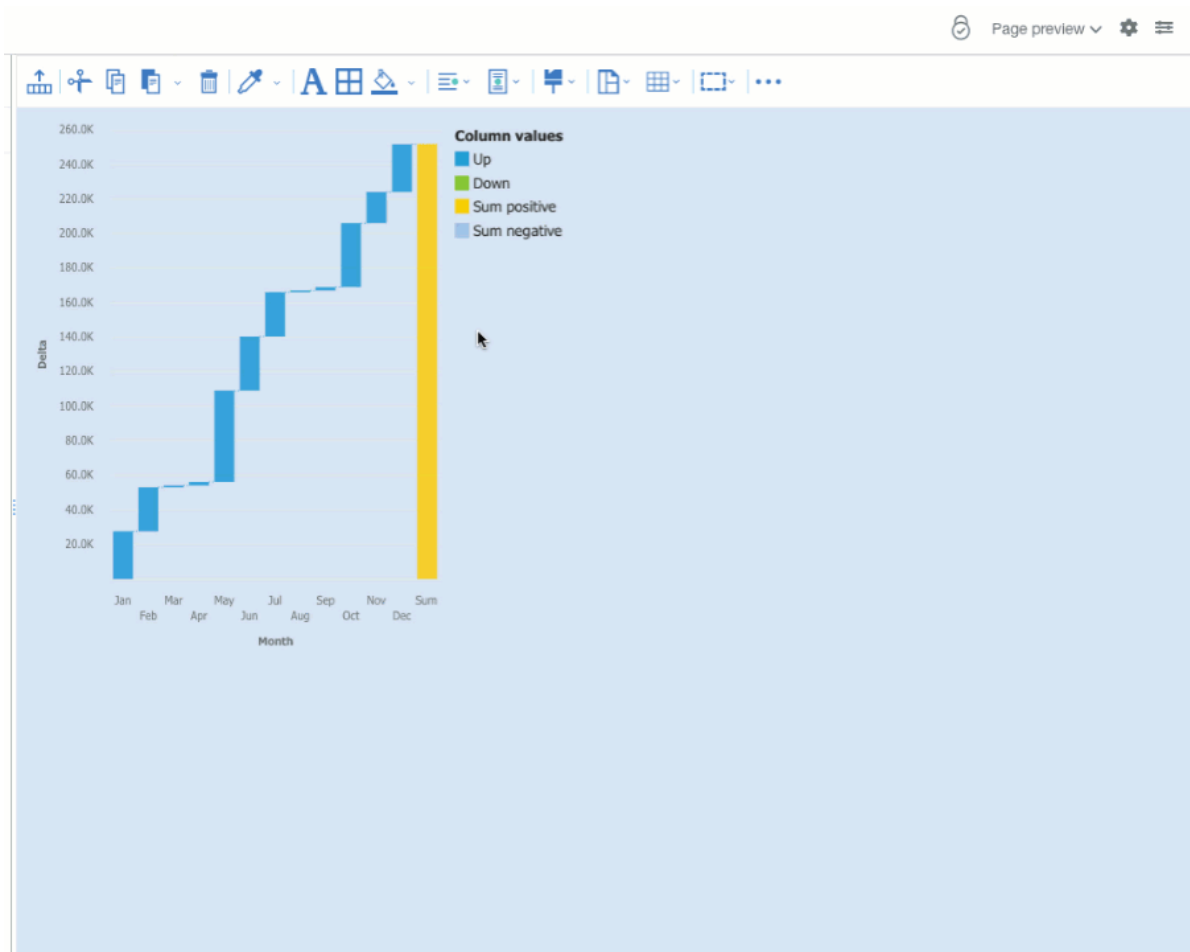 Page preview
260.0K
240.0K
220.0K
200.0K
180.0K
160.0K
140.0K
120.0K
100.0K
80.0K
60.0K
40.0K
20.0K
Delta
Jan Mar May Jul Sep Nov Sum
Feb Apr Jun Aug Oct Dec
Month
Column values
Up
Down
Sum positive
Sum negative